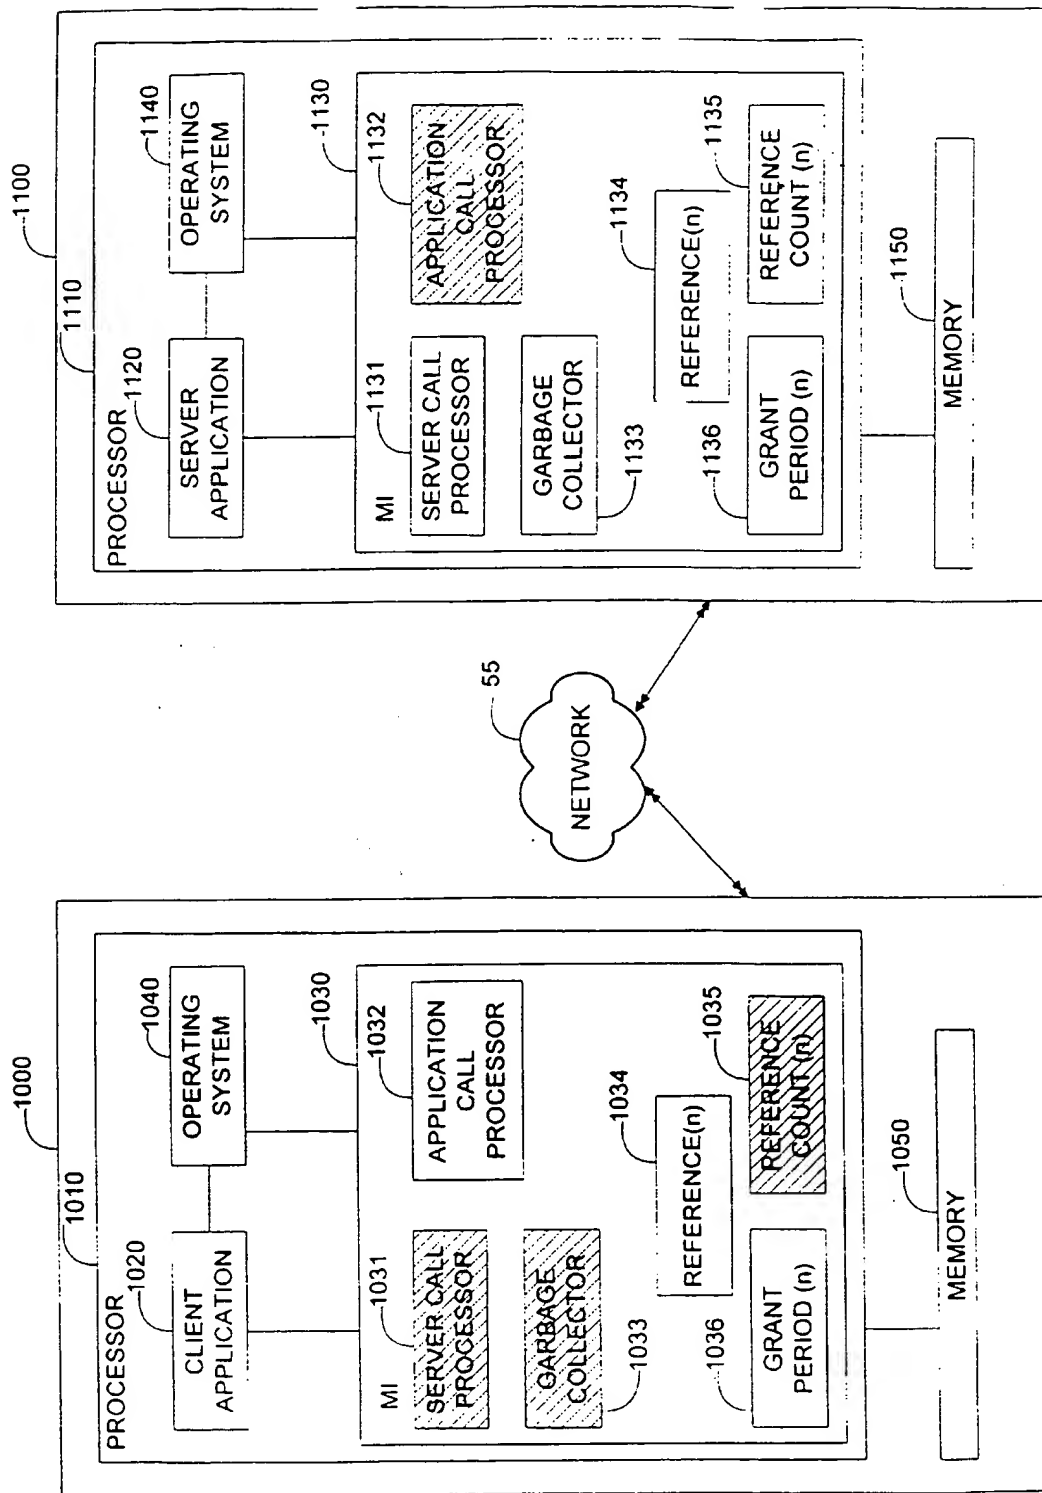 1000
1010
PROCESSOR
1020
CLIENT
APPLICATION
1040
OPERATING
SYSTEM
1030
MI
1031
SERVER CALL
PROCESSOR
1032
APPLICATION
CALL
PROCESSOR
GARBAGE
COLLECTOR
1033
1034
REFERENCE(n)
1035
REFERENCE
COUNT (n)
1036
GRANT
PERIOD (n)
1050
MEMORY
55
NETWORK
1100
1110
PROCESSOR
1120
SERVER
APPLICATION
1140
OPERATING
SYSTEM
1130
MI
1131
SERVER CALL
PROCESSOR
1132
APPLICATION
CALL
PROCESSOR
GARBAGE
COLLECTOR
1133
1134
REFERENCE(n)
1135
REFERENCE
COUNT (n)
1136
GRANT
PERIOD (n)
1150
MEMORY